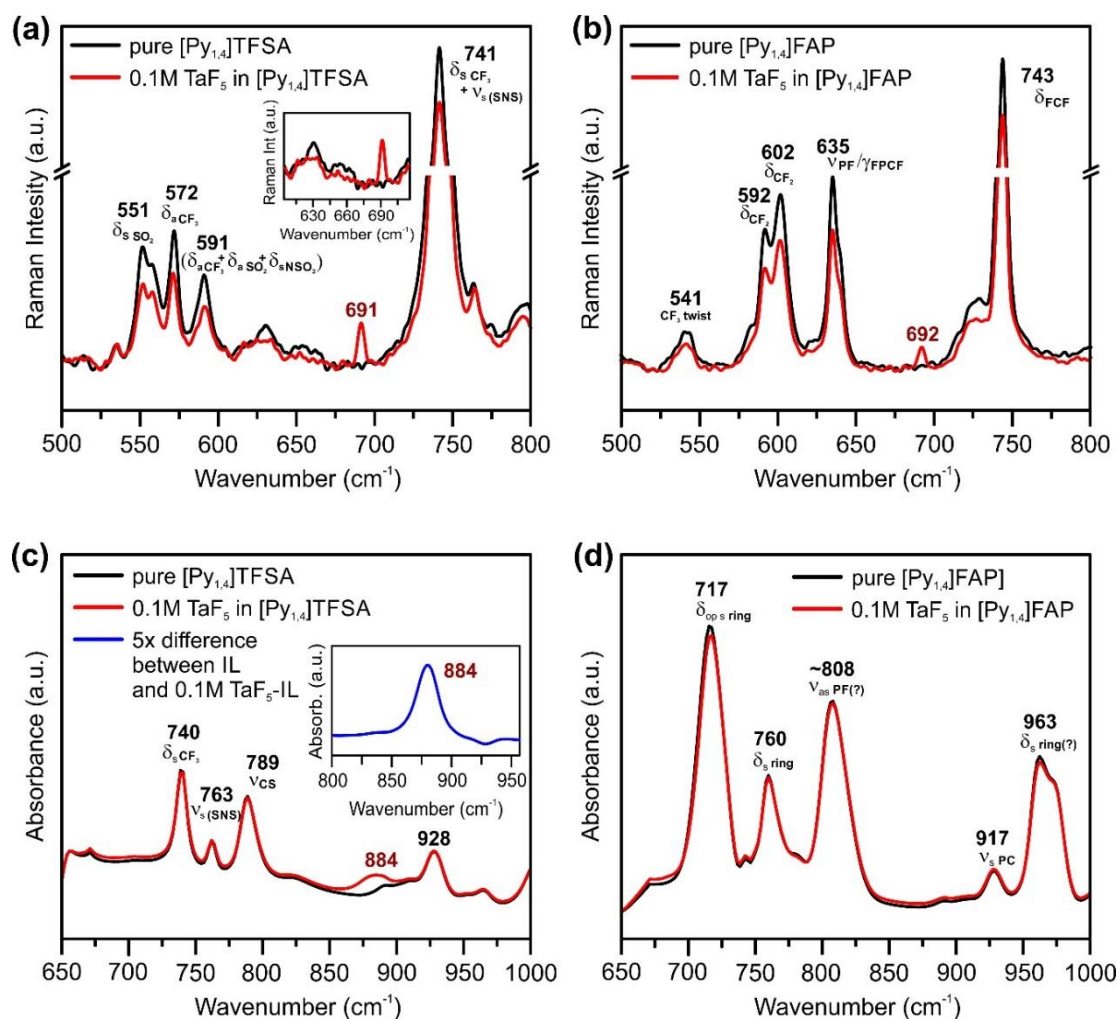 (a)
pure [Py1,4]TFSA
0.1M TaF5 in [Py1,4]TFSA
741
δs CF3
+ νs (SNS)
Raman Int (a.u.)
630 660 690
Wavenumber (cm-1)
572
δa CF3
551
δs SO2
591
(δaCF3+ δa SO2+ δsNSO2)
691
Raman Intesity (a.u.)
500 550 600 650 700 750 800
Wavenumber (cm-1)
(b)
pure [Py1,4]FAP
0.1M TaF5 in [Py1,4]FAP
743
δFCF
635
νPF/γFPCF
602
δCF2
592
δCF2
541
CF3 twist
692
Raman Intesity (a.u.)
500 550 600 650 700 750 800
Wavenumber (cm-1)
(c)
pure [Py1,4]TFSA
0.1M TaF5 in [Py1,4]TFSA
5x difference
between IL
and 0.1M TaF5-IL
884
Absorb. (a.u.)
800 850 900 950
Wavenumber (cm-1)
740
δs CF3
763
νs (SNS)
789
νCS
884
928
Absorbance (a.u.)
650 700 750 800 850 900 950 1000
Wavenumber (cm-1)
(d)
pure [Py1,4]FAP]
0.1M TaF5 in [Py1,4]FAP
717
δop s ring
760
δs ring
~808
νas PF(?)
917
νs PC
963
δs ring(?)
Absorbance (a.u.)
650 700 750 800 850 900 950 1000
Wavenumber (cm-1)